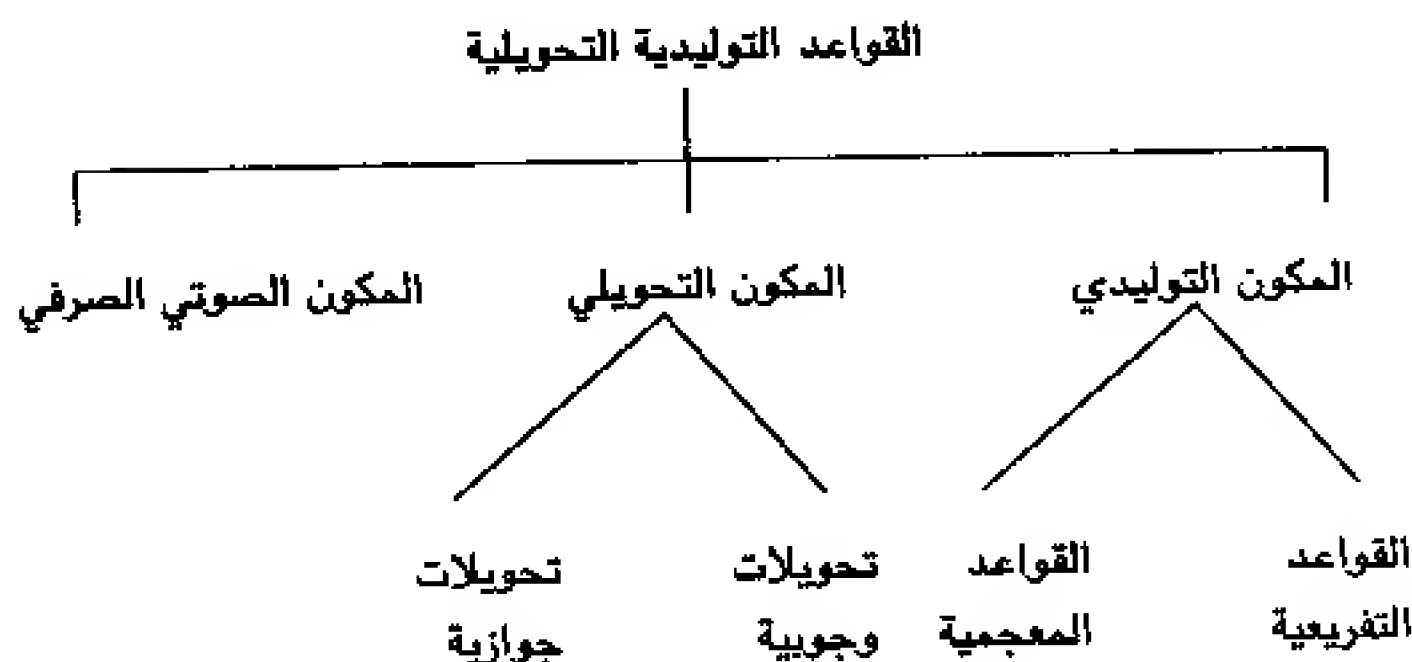 القواعد التوليدية التحويلية
المكون التوليدي
المكون التحويلي
المكون الصوتي الصرفي
القواعد
التفريعية
القواعد
المعجمية
تحويلات
وجوبية
تحويلات
جوازية